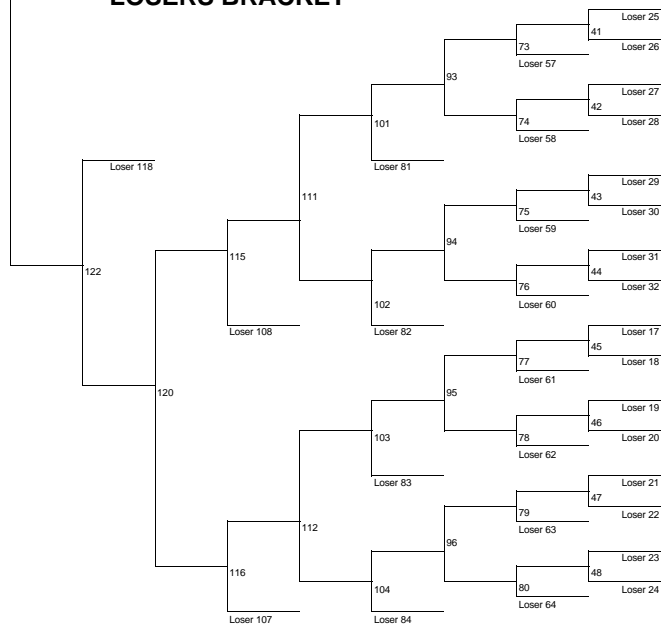 LOSERS BRACKET
Loser 25
41
Loser 26
73
Loser 57
93
Loser 27
42
Loser 28
74
Loser 58
101
Loser 81
Loser 118
Loser 29
43
Loser 30
75
Loser 59
111
94
Loser 31
44
Loser 32
76
Loser 60
115
102
Loser 82
Loser 108
122
Loser 17
45
Loser 18
77
Loser 61
120
95
Loser 19
46
Loser 20
78
Loser 62
103
Loser 83
Loser 21
47
Loser 22
79
Loser 63
112
96
Loser 23
48
Loser 24
80
Loser 64
116
104
Loser 84
Loser 107